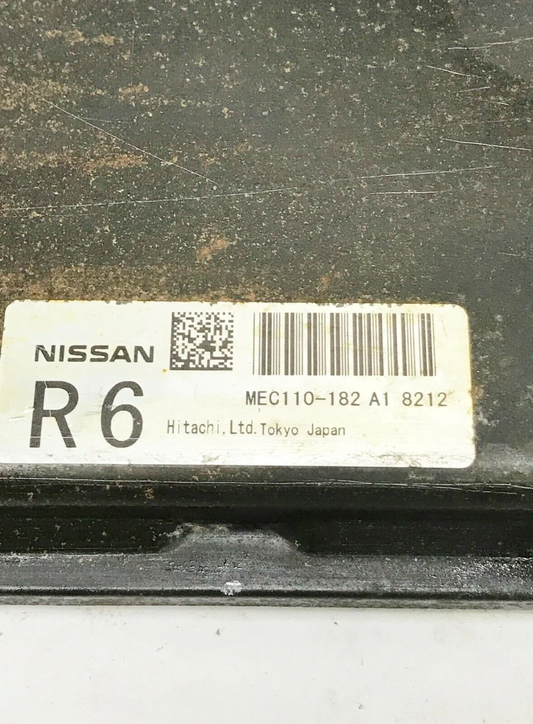 NISSAN
R6
MEC110-182 A1 8212
Hitachi,Ltd.Tokyo Japan